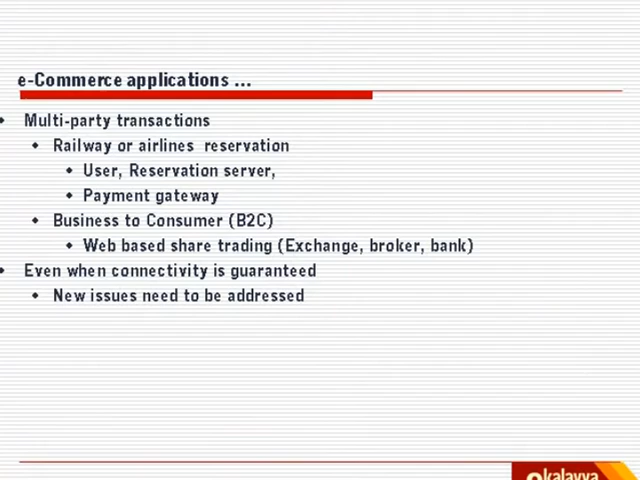 e-Commerce applications ...
Multi-party transactions
Railway or airlines reservation
User, Reservation server,
Payment gateway
Business to Consumer (B2C)
Web based share trading (Exchange, broker, bank)
Even when connectivity is guaranteed
New issues need to be addressed